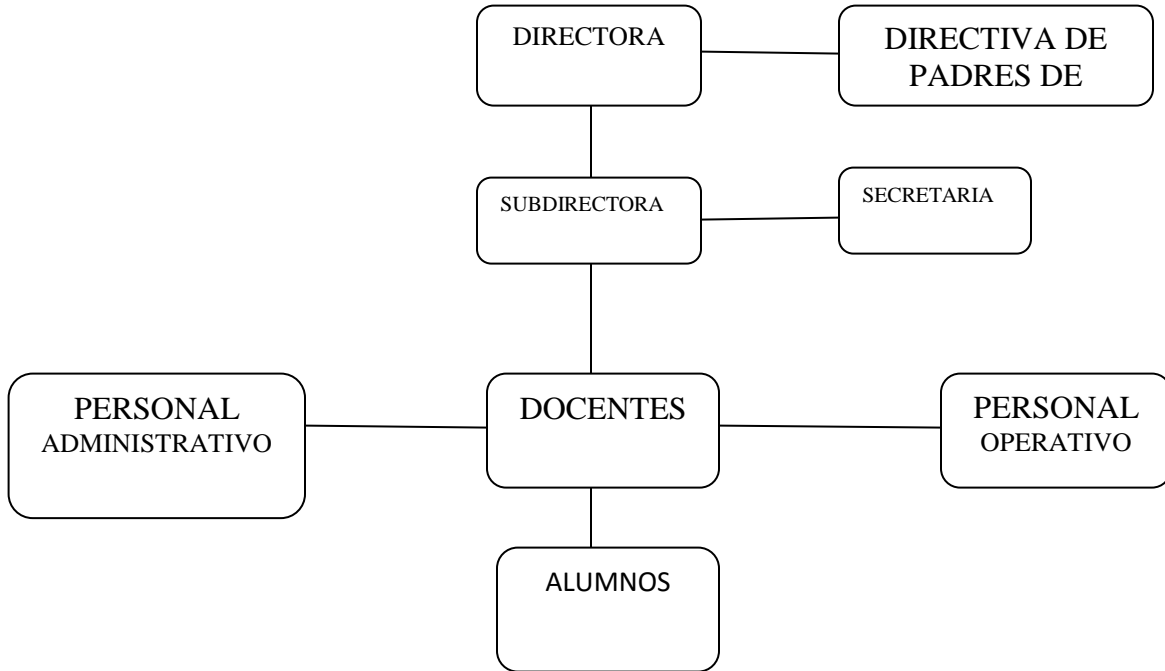 DIRECTORA
DIRECTIVA DE
PADRES DE
SUBDIRECTORA
SECRETARIA
PERSONAL
ADMINISTRATIVO
DOCENTES
PERSONAL
OPERATIVO
ALUMNOS